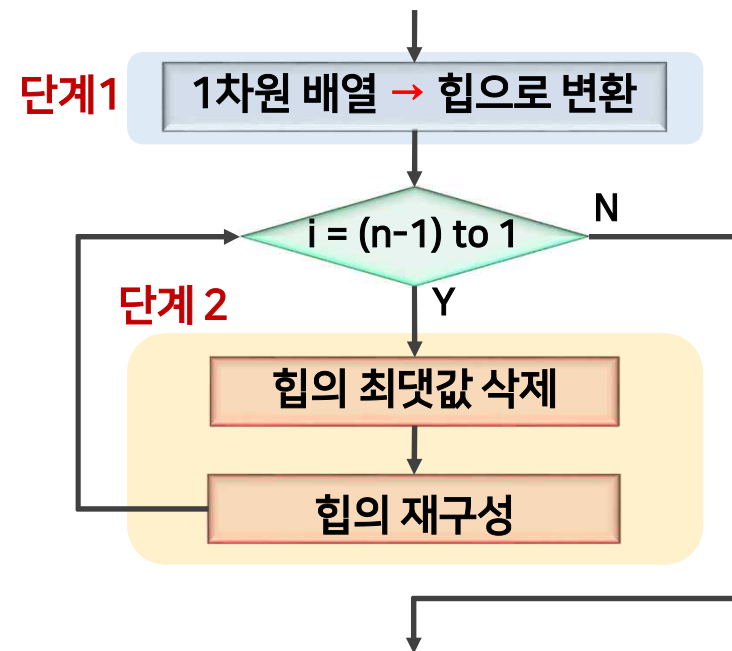 단계1
1차원 배열 → 힙으로 변환
i = (n-1) to 1
N
Y
단계 2
힙의 최댓값 삭제
힙의 재구성